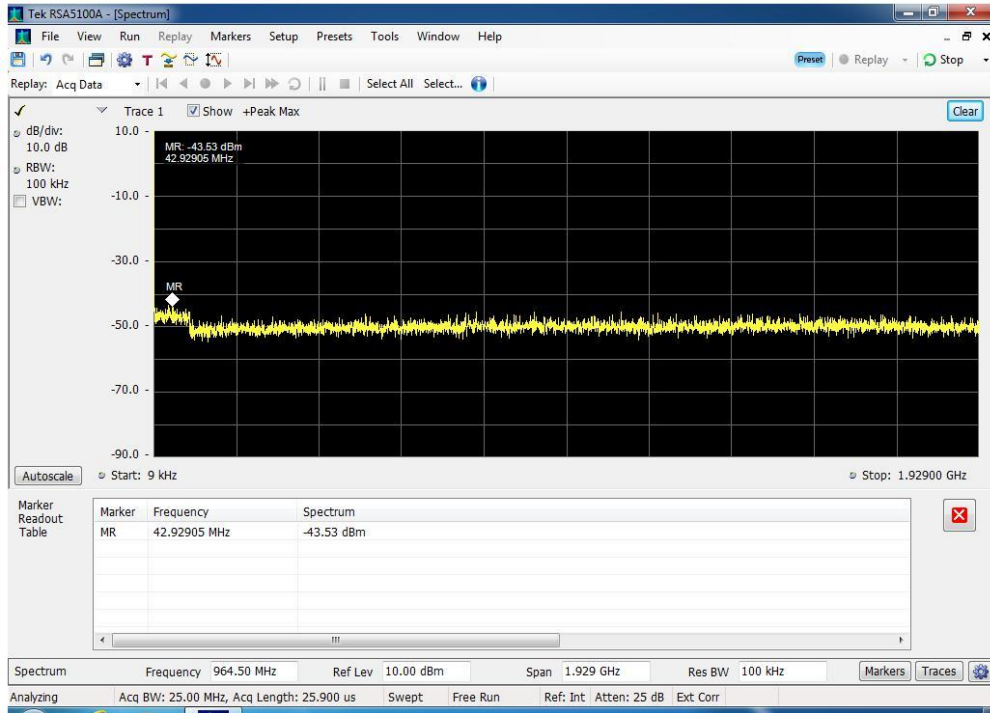 Tek RSA5100A - [Spectrum]
File View Run Replay Markers Setup Presets Tools Window Help
T
Preset Replay Stop
Replay: Acq Data Select All Select...
Trace 1 Show +Peak Max Clear
dB/div:
10.0 dB
RBW:
100 kHz
VBW:
10.0 -
-10.0 -
-30.0 -
-50.0 -
-70.0 -
-90.0 -
MR: -43.53 dBm
42.92905 MHz
MR
Autoscale Start: 9 kHz Stop: 1.92900 GHz
Marker
Readout
Table
Marker Frequency Spectrum
MR 42.92905 MHz -43.53 dBm
Spectrum Frequency 964.50 MHz Ref Lev 10.00 dBm Span 1.929 GHz Res BW 100 kHz Markers Traces
Analyzing Acq BW: 25.00 MHz, Acq Length: 25.900 us Swept Free Run Ref: Int Atten: 25 dB Ext Corr